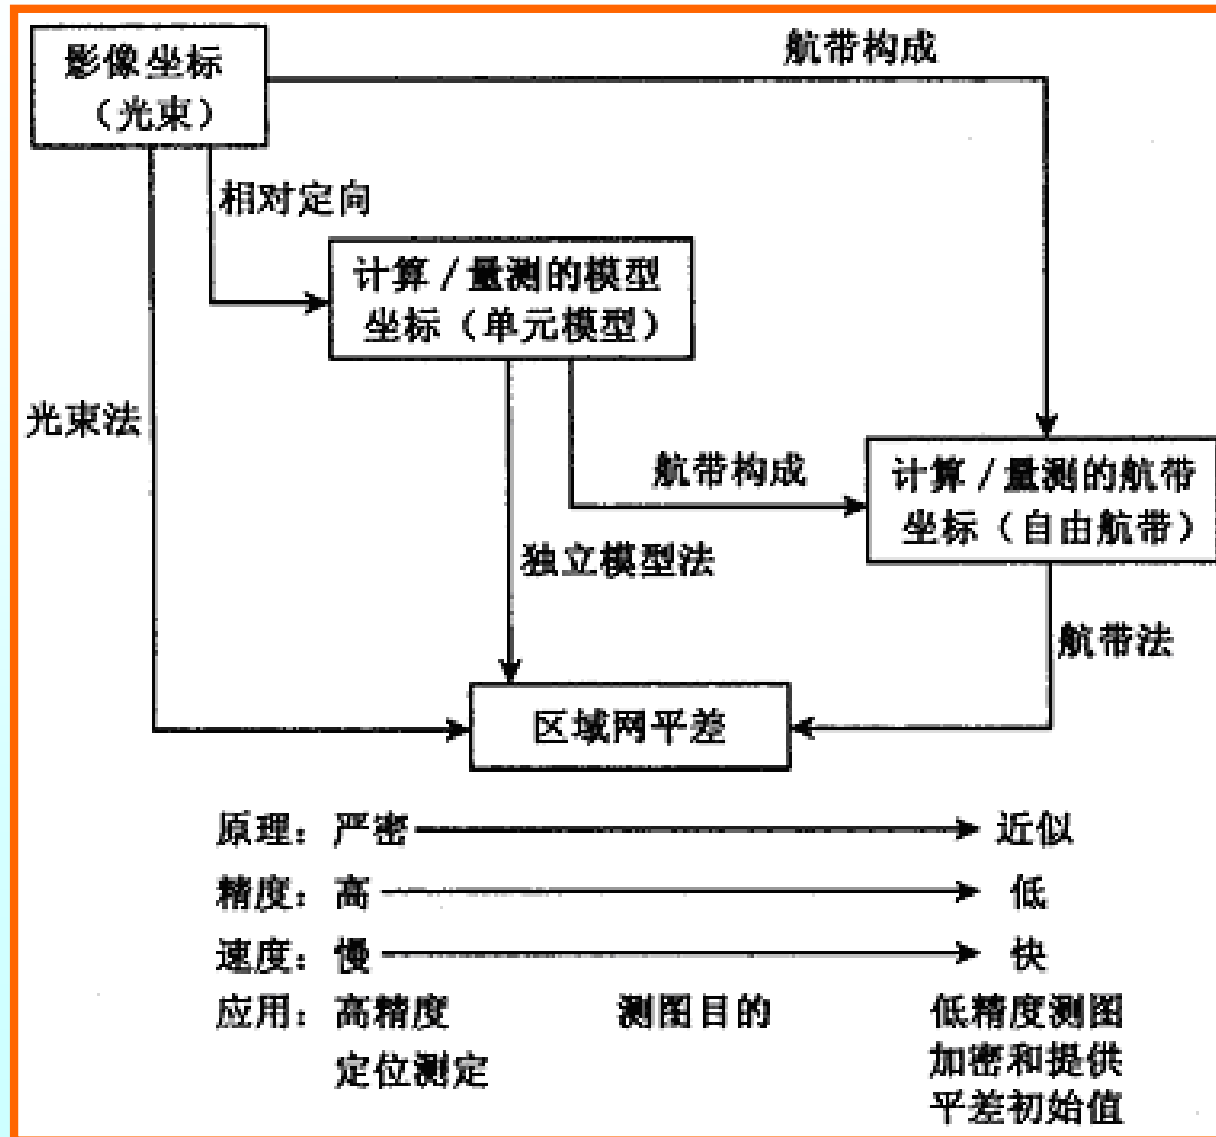 影像坐标
（光束）
航带构成
相对定向
计算/量测的模型
坐标（单元模型）
光束法
航带构成
计算/量测的航带
坐标（自由航带）
独立模型法
航带法
区域网平差
原理：严密 近似
精度：高 低
速度：慢 快
应用：高精度 测图目的 低精度测图
定位测定 加密和提供
平差初始值